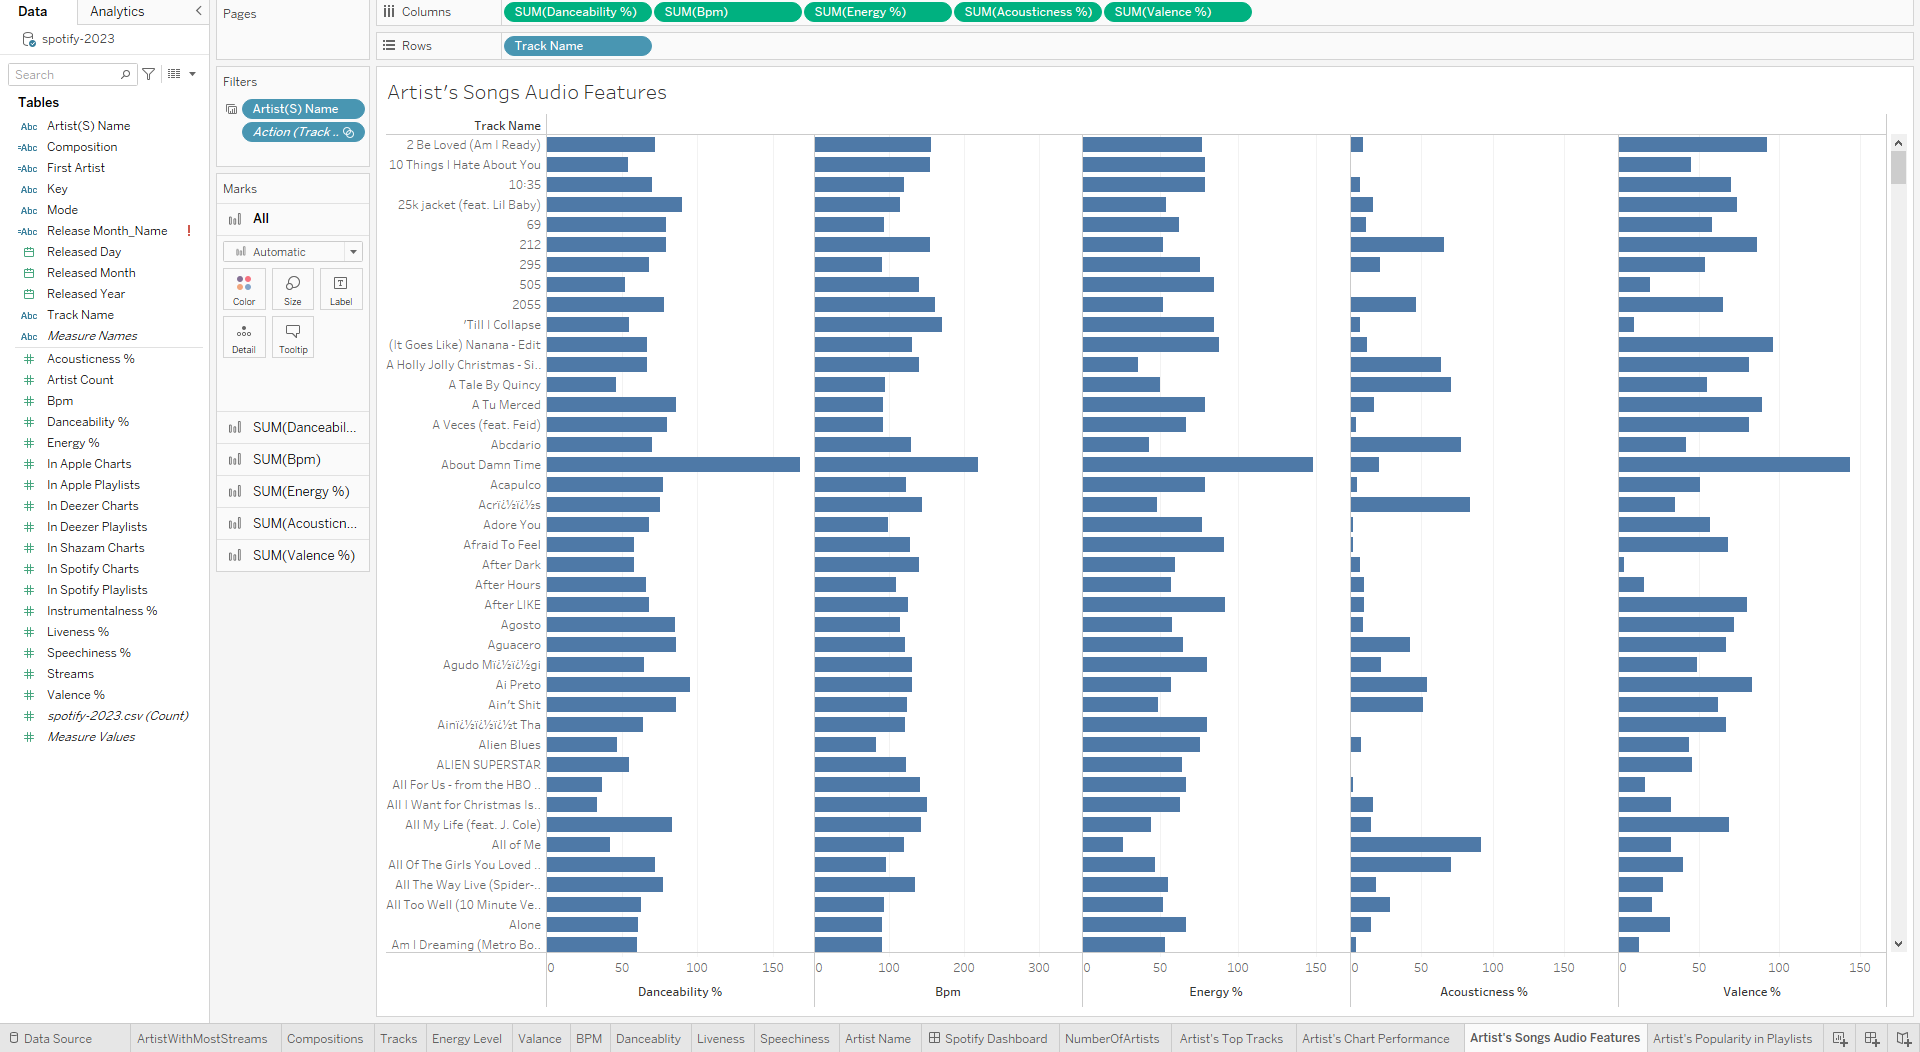 Data
Analytics
spotify-2023
Search
Tables
Abc Artist(S) Name
=Abc Composition
=Abc First Artist
Abc Key
Abc Mode
=Abc Release Month_Name !
Released Day
Released Month
Released Year
Abc Track Name
Abc Measure Names
# Acousticness %
# Artist Count
# Bpm
# Danceability %
# Energy %
# In Apple Charts
# In Apple Playlists
# In Deezer Charts
# In Deezer Playlists
# In Shazam Charts
# In Spotify Charts
# In Spotify Playlists
# Instrumentalness %
# Liveness %
# Speechiness %
# Streams
# Valence %
# spotify-2023.csv (Count)
# Measure Values
Pages
Filters
Artist(S) Name
Action (Track ..
Marks
All
Automatic
Color
Size
Label
Detail
Tooltip
SUM(Danceabil...
SUM(Bpm)
SUM(Energy %)
SUM(Acousticn...
SUM(Valence %)
Columns
SUM(Danceability %)
SUM(Bpm)
SUM(Energy %)
SUM(Acousticness %)
SUM(Valence %)
Rows
Track Name
Artist's Songs Audio Features
Track Name
2 Be Loved (Am I Ready)
10 Things I Hate About You
10:35
25k jacket (feat. Lil Baby)
69
212
295
505
2055
'Till I Collapse
(It Goes Like) Nanana - Edit
A Holly Jolly Christmas - Si..
A Tale By Quincy
A Tu Merced
A Veces (feat. Feid)
Abcdario
About Damn Time
Acapulco
Acrï¿½ï¿½s
Adore You
Afraid To Feel
After Dark
After Hours
After LIKE
Agosto
Aguacero
Agudo Mï¿½ï¿½gi
Ai Preto
Ain't Shit
Ainï¿½ï¿½ï¿½t Tha
Alien Blues
ALIEN SUPERSTAR
All For Us - from the HBO ..
All I Want for Christmas Is..
All My Life (feat. J. Cole)
All of Me
All Of The Girls You Loved ..
All The Way Live (Spider-..
All Too Well (10 Minute Ve..
Alone
Am I Dreaming (Metro Bo..
0 50 100 150
Danceability %
0 100 200 300
Bpm
0 50 100 150
Energy %
0 50 100 150
Acousticness %
0 50 100 150
Valence %
Data Source
ArtistWithMostStreams
Compositions
Tracks
Energy Level
Valance
BPM
Danceablity
Liveness
Speechiness
Artist Name
Spotify Dashboard
NumberOfArtists
Artist's Top Tracks
Artist's Chart Performance
Artist's Songs Audio Features
Artist's Popularity in Playlists